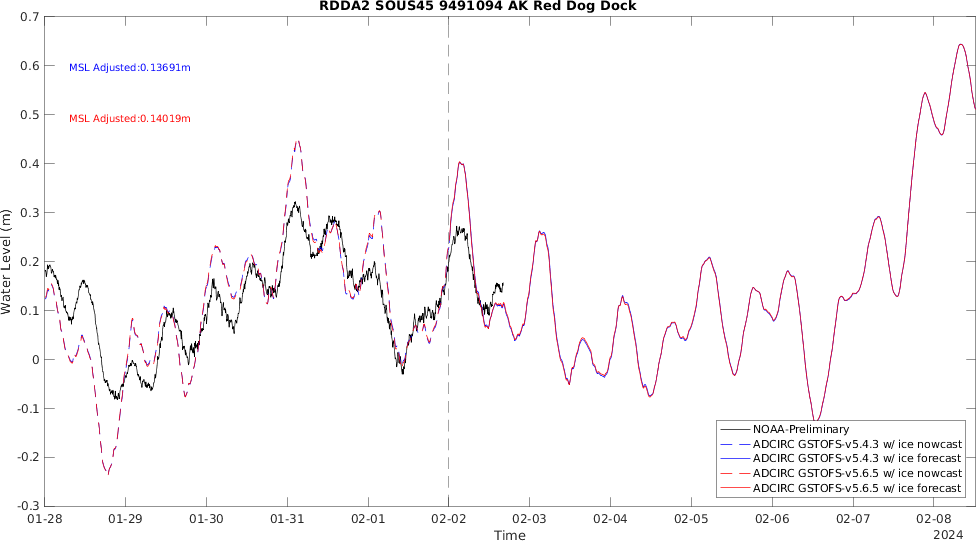 RDDA2 SOUS45 9491094 AK Red Dog Dock
0.7
0.6
0.5
0.4
0.3
0.2
0.1
0
-0.1
-0.2
-0.3
Water Level (m)
MSL Adjusted:0.13691m
MSL Adjusted:0.14019m
NOAA-Preliminary
ADCIRC GSTOFS-v5.4.3 w/ ice nowcast
ADCIRC GSTOFS-v5.4.3 w/ ice forecast
ADCIRC GSTOFS-v5.6.5 w/ ice nowcast
ADCIRC GSTOFS-v5.6.5 w/ ice forecast
01-28 01-29 01-30 01-31 02-01 02-02 02-03 02-04 02-05 02-06 02-07 02-08
Time
2024